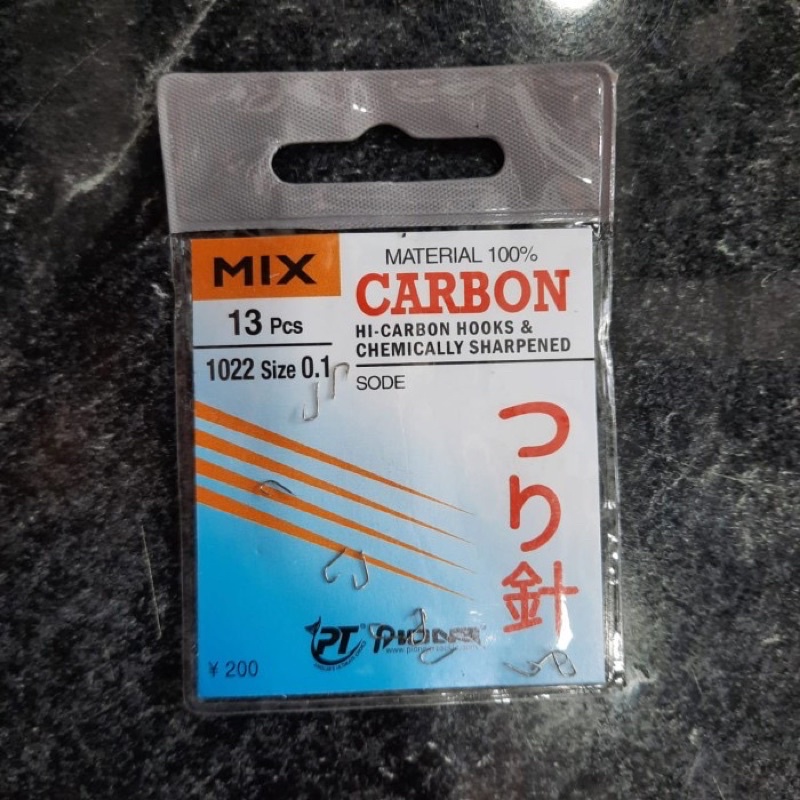 MIX
13 Pcs
1022 Size 0.1
MATERIAL 100%
CARBON
HI-CARBON HOOKS &
CHEMICALLY SHARPENED
SODE
つり針
PT® PIONEER
¥ 200